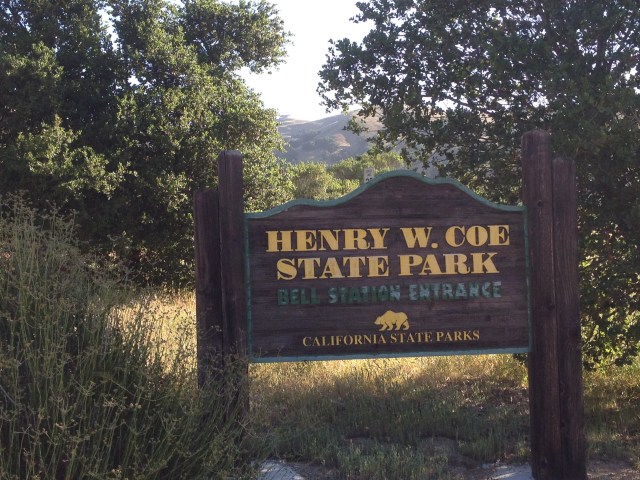 HENRY W. COE
STATE PARK
BELL STATION ENTRANCE
CALIFORNIA STATE PARKS